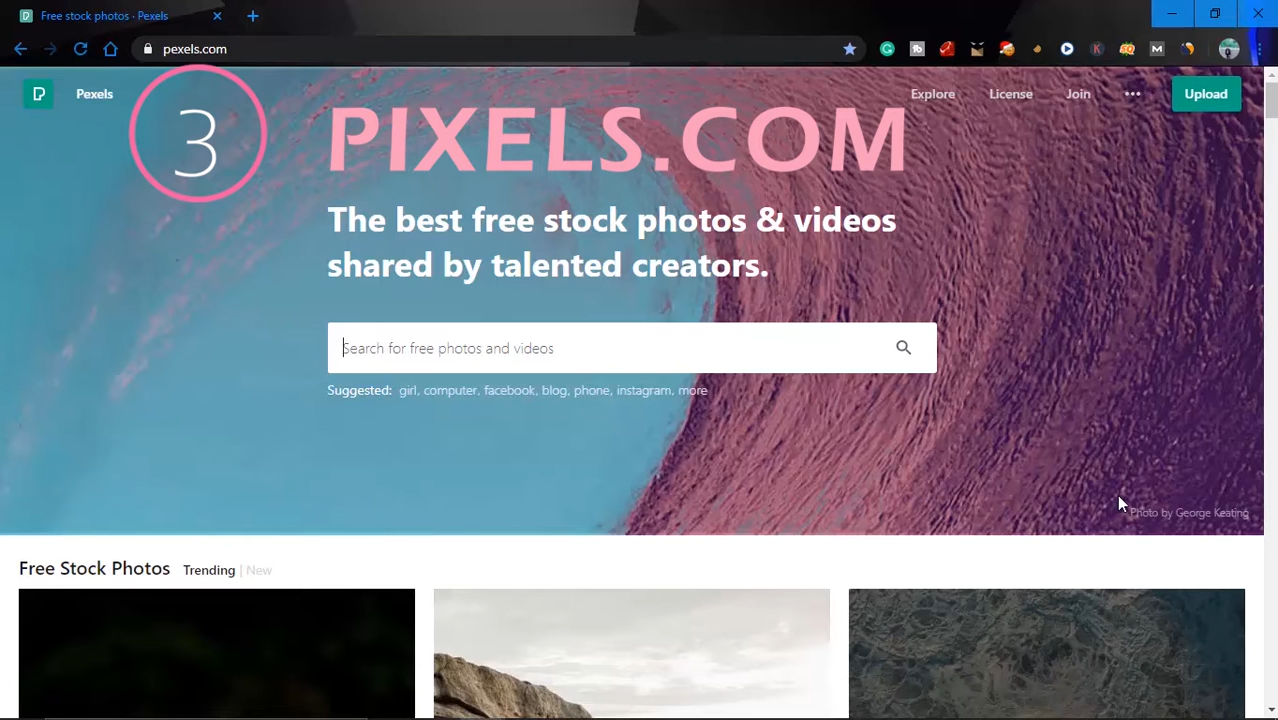 Free stock photos · Pexels
pexels.com
Pexels
Explore
License
Join
Upload
3
PIXELS.COM
The best free stock photos & videos
shared by talented creators.
Search for free photos and videos
Suggested: girl, computer, facebook, blog, phone, instagram, more
Photo by George Keating
Free Stock Photos Trending | New